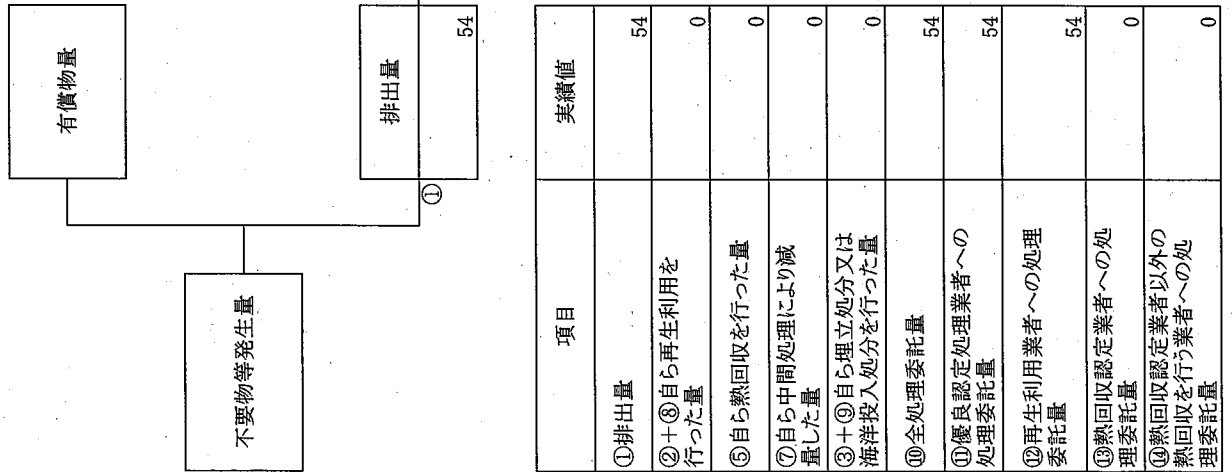 有償物量
不要物等発生量
①
排出量
54
項目 実績値
①排出量 54
②+⑧自ら再生利用を
行った量 0
⑤自ら熱回収を行った量 0
⑦自ら中間処理により減
量した量 0
③+⑨自ら埋立処分又は
海洋投入処分を行った量 0
⑩全処理委託量 54
⑪優良認定処理業者への
処理委託量 54
⑫再生利用業者への処理
委託量 54
⑬熱回収認定業者への処
理委託量 0
⑭熱回収認定業者以外の
熱回収を行う業者への処
理委託量 0